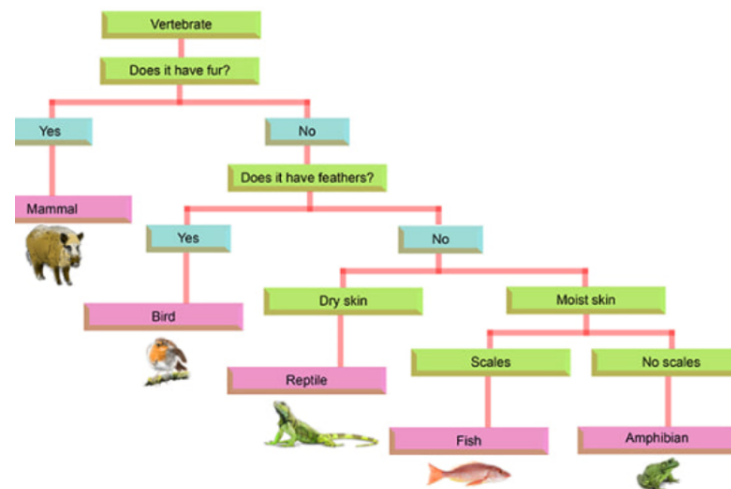 Vertebrate
Does it have fur?
Yes
No
Mammal
Does it have feathers?
Yes
No
Bird
Dry skin
Moist skin
Reptile
Scales
No scales
Fish
Amphibian